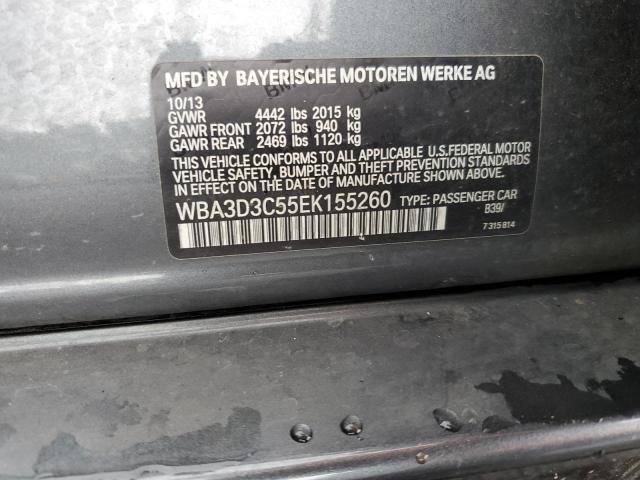 MFD BY BAYERISCHE MOTOREN WERKE AG
10/13
GVWR 4442 lbs 2015 kg
GAWR FRONT 2072 lbs 940 kg
GAWR REAR 2469 lbs 1120 kg
THIS VEHICLE CONFORMS TO ALL APPLICABLE U.S.FEDERAL MOTOR
VEHICLE SAFETY, BUMPER AND THEFT PREVENTION STANDARDS
IN EFFECT ON THE DATE OF MANUFACTURE SHOWN ABOVE.
WBA3D3C55EK155260 TYPE: PASSENGER CAR
B39/
7315814